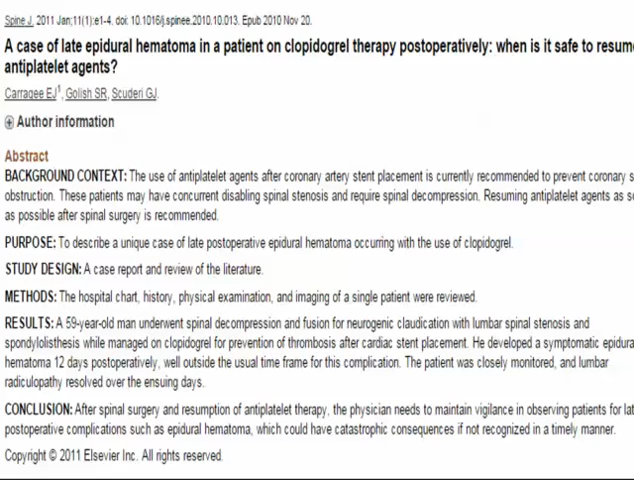 Spine J. 2011 Jan;11(1):e1-4. doi: 10.1016/j.spinee.2010.10.013. Epub 2010 Nov 20.
A case of late epidural hematoma in a patient on clopidogrel therapy postoperatively: when is it safe to resum
antiplatelet agents?
Carragee EJ1, Golish SR, Scuderi GJ.
Author information
Abstract
BACKGROUND CONTEXT: The use of antiplatelet agents after coronary artery stent placement is currently recommended to prevent coronary s
obstruction. These patients may have concurrent disabling spinal stenosis and require spinal decompression. Resuming antiplatelet agents as so
as possible after spinal surgery is recommended.
PURPOSE: To describe a unique case of late postoperative epidural hematoma occurring with the use of clopidogrel.
STUDY DESIGN: A case report and review of the literature.
METHODS: The hospital chart, history, physical examination, and imaging of a single patient were reviewed.
RESULTS: A 59-year-old man underwent spinal decompression and fusion for neurogenic claudication with lumbar spinal stenosis and
spondylolisthesis while managed on clopidogrel for prevention of thrombosis after cardiac stent placement. He developed a symptomatic epidura
hematoma 12 days postoperatively, well outside the usual time frame for this complication. The patient was closely monitored, and lumbar
radiculopathy resolved over the ensuing days.
CONCLUSION: After spinal surgery and resumption of antiplatelet therapy, the physician needs to maintain vigilance in observing patients for lat
postoperative complications such as epidural hematoma, which could have catastrophic consequences if not recognized in a timely manner.
Copyright © 2011 Elsevier Inc. All rights reserved.